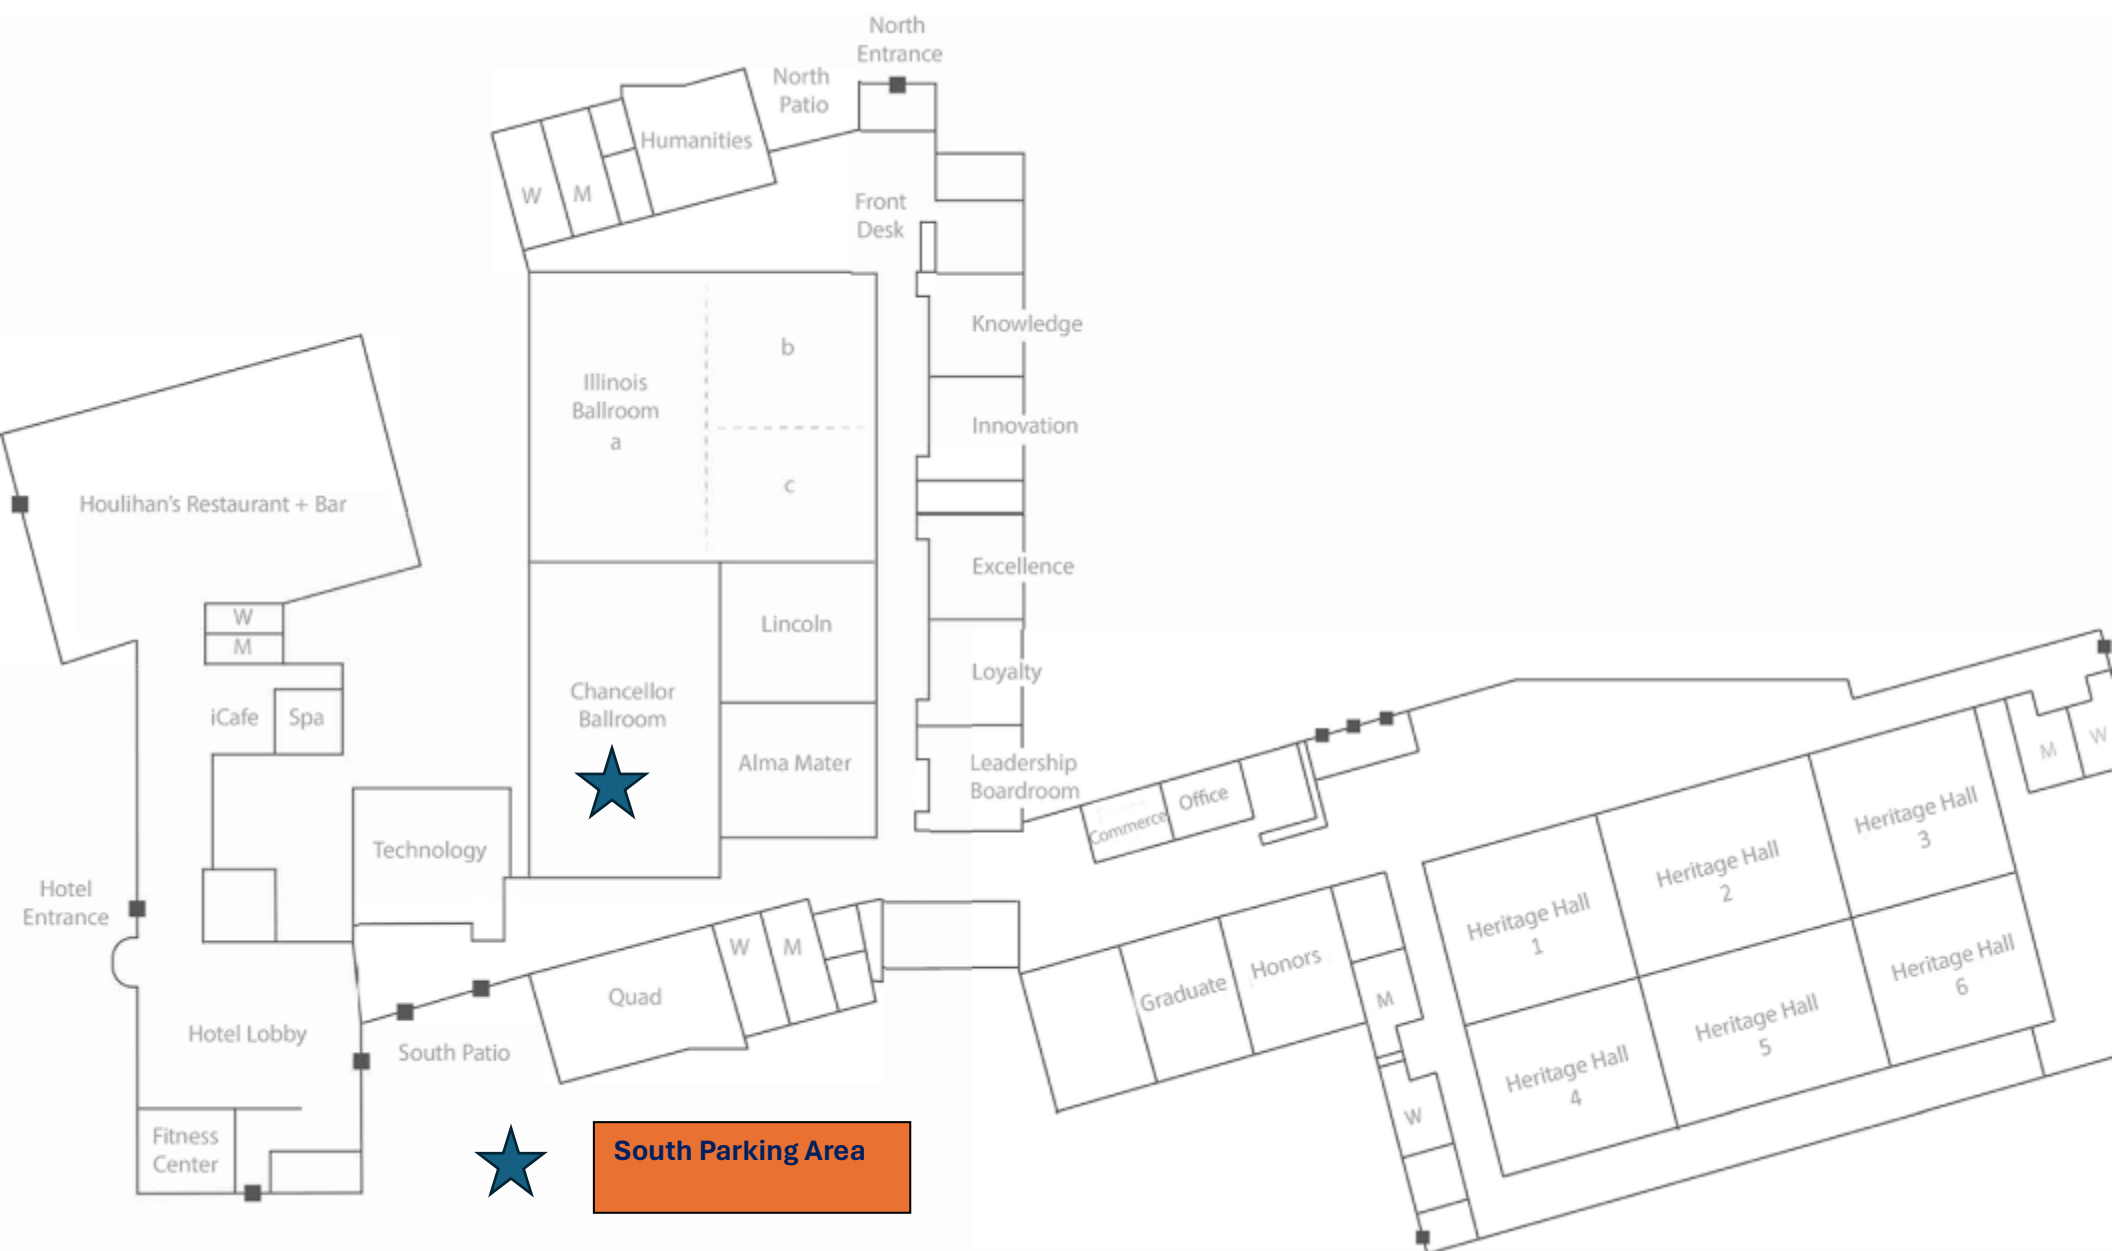 North
Entrance
North
Patio
Humanities
W
M
Front
Desk
Knowledge
Illinois
Ballroom
a
b
c
Innovation
Houlihan's Restaurant + Bar
Excellence
W
M
Lincoln
Loyalty
iCafe
Spa
Chancellor
Ballroom
Alma Mater
Leadership
Boardroom
Commerce
Office
Technology
Hotel
Entrance
Hotel Lobby
South Patio
Quad
W
M
Fitness
Center
Graduate
Honors
M
W
Heritage Hall
1
Heritage Hall
2
Heritage Hall
3
Heritage Hall
4
Heritage Hall
5
Heritage Hall
6
M
W
South Parking Area